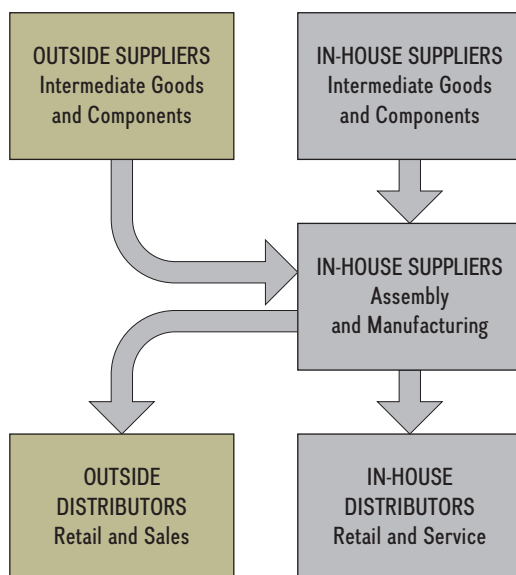 OUTSIDE SUPPLIERS
Intermediate Goods
and Components
IN-HOUSE SUPPLIERS
Intermediate Goods
and Components
IN-HOUSE SUPPLIERS
Assembly
and Manufacturing
OUTSIDE
DISTRIBUTORS
Retail and Sales
IN-HOUSE
DISTRIBUTORS
Retail and Service